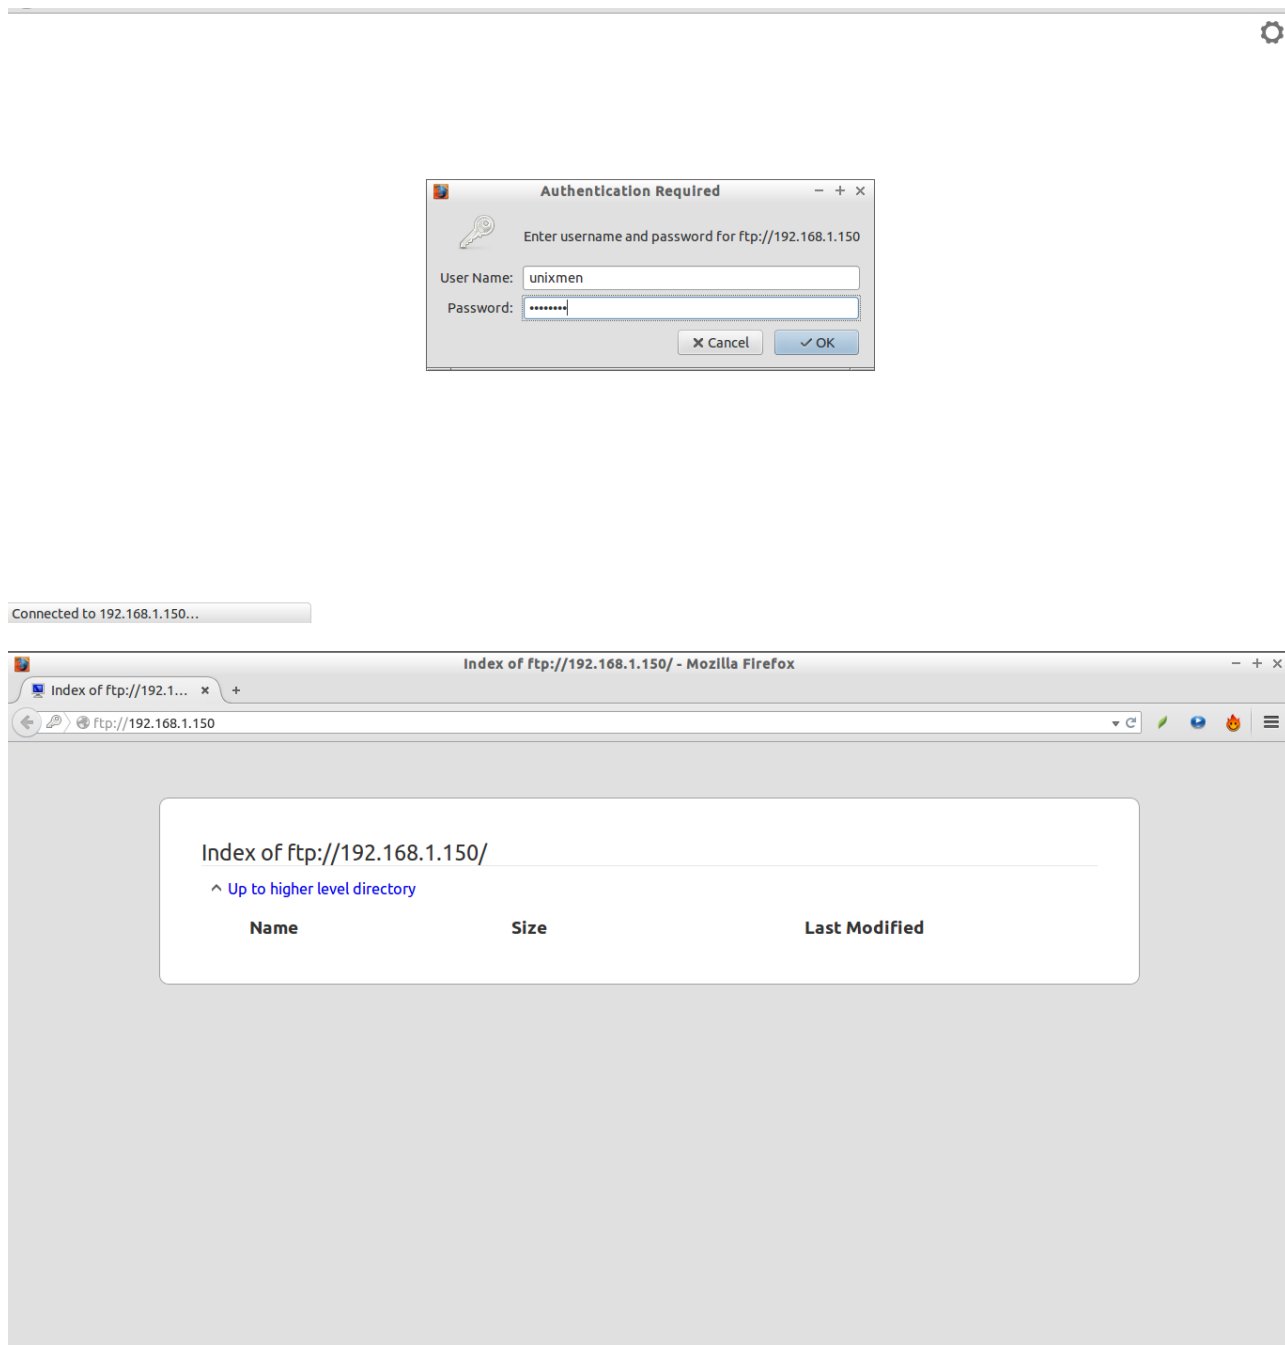 Authentication Required
Enter username and password for ftp://192.168.1.150
User Name: unixmen
Password: ••••••••
Cancel OK
Connected to 192.168.1.150...
Index of ftp://192.168.1.150/ - Mozilla Firefox
Index of ftp://192.1...
ftp://192.168.1.150
Index of ftp://192.168.1.150/
Up to higher level directory
Name Size Last Modified